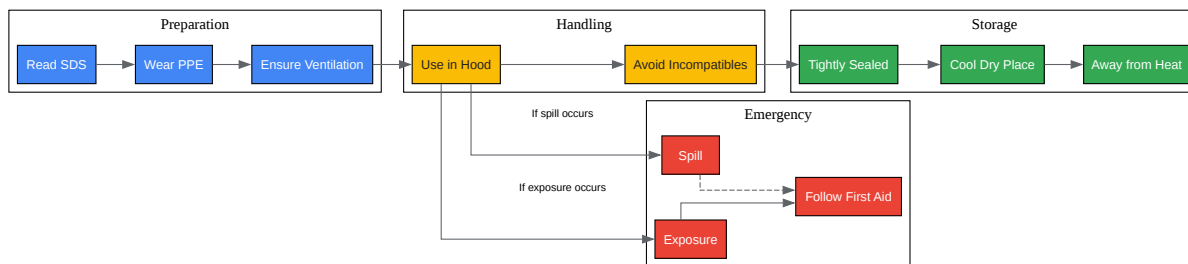 Preparation
Read SDS
Wear PPE
Ensure Ventilation
Handling
Use in Hood
Avoid Incompatibles
Storage
Tightly Sealed
Cool Dry Place
Away from Heat
If spill occurs
If exposure occurs
Emergency
Spill
Follow First Aid
Exposure